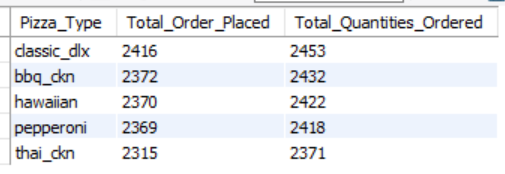 Pizza_Type Total_Order_Placed Total_Quantities_Ordered
classic_dlx 2416 2453
bbq_ckn 2372 2432
hawaiian 2370 2422
pepperoni 2369 2418
thai_ckn 2315 2371